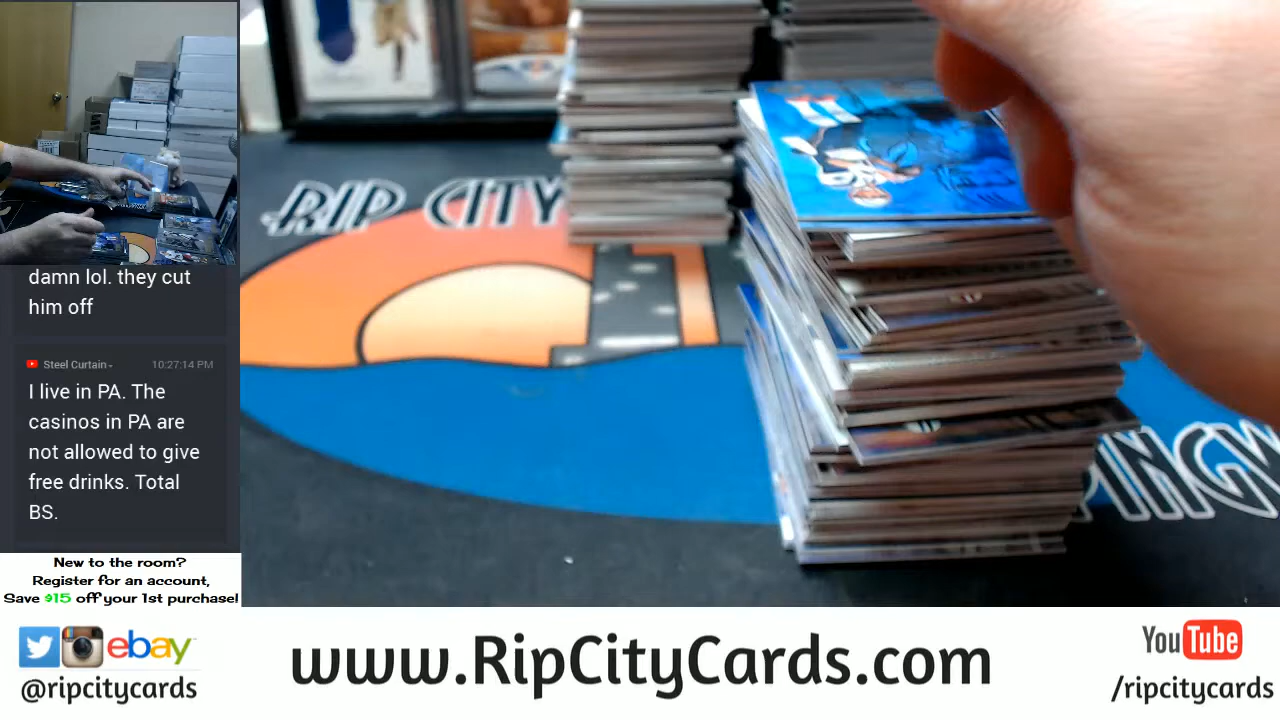 damn lol. they cut
him off
Steel Curtain
10:27:14 PM
I live in PA. The
casinos in PA are
not allowed to give
free drinks. Total
BS.
New to the room?
Register for an account,
Save $15 off your 1st purchase!
RIP CITY
PINGW
ebay
@ripcitycards
www.RipCityCards.com
YouTube
/ripcitycards